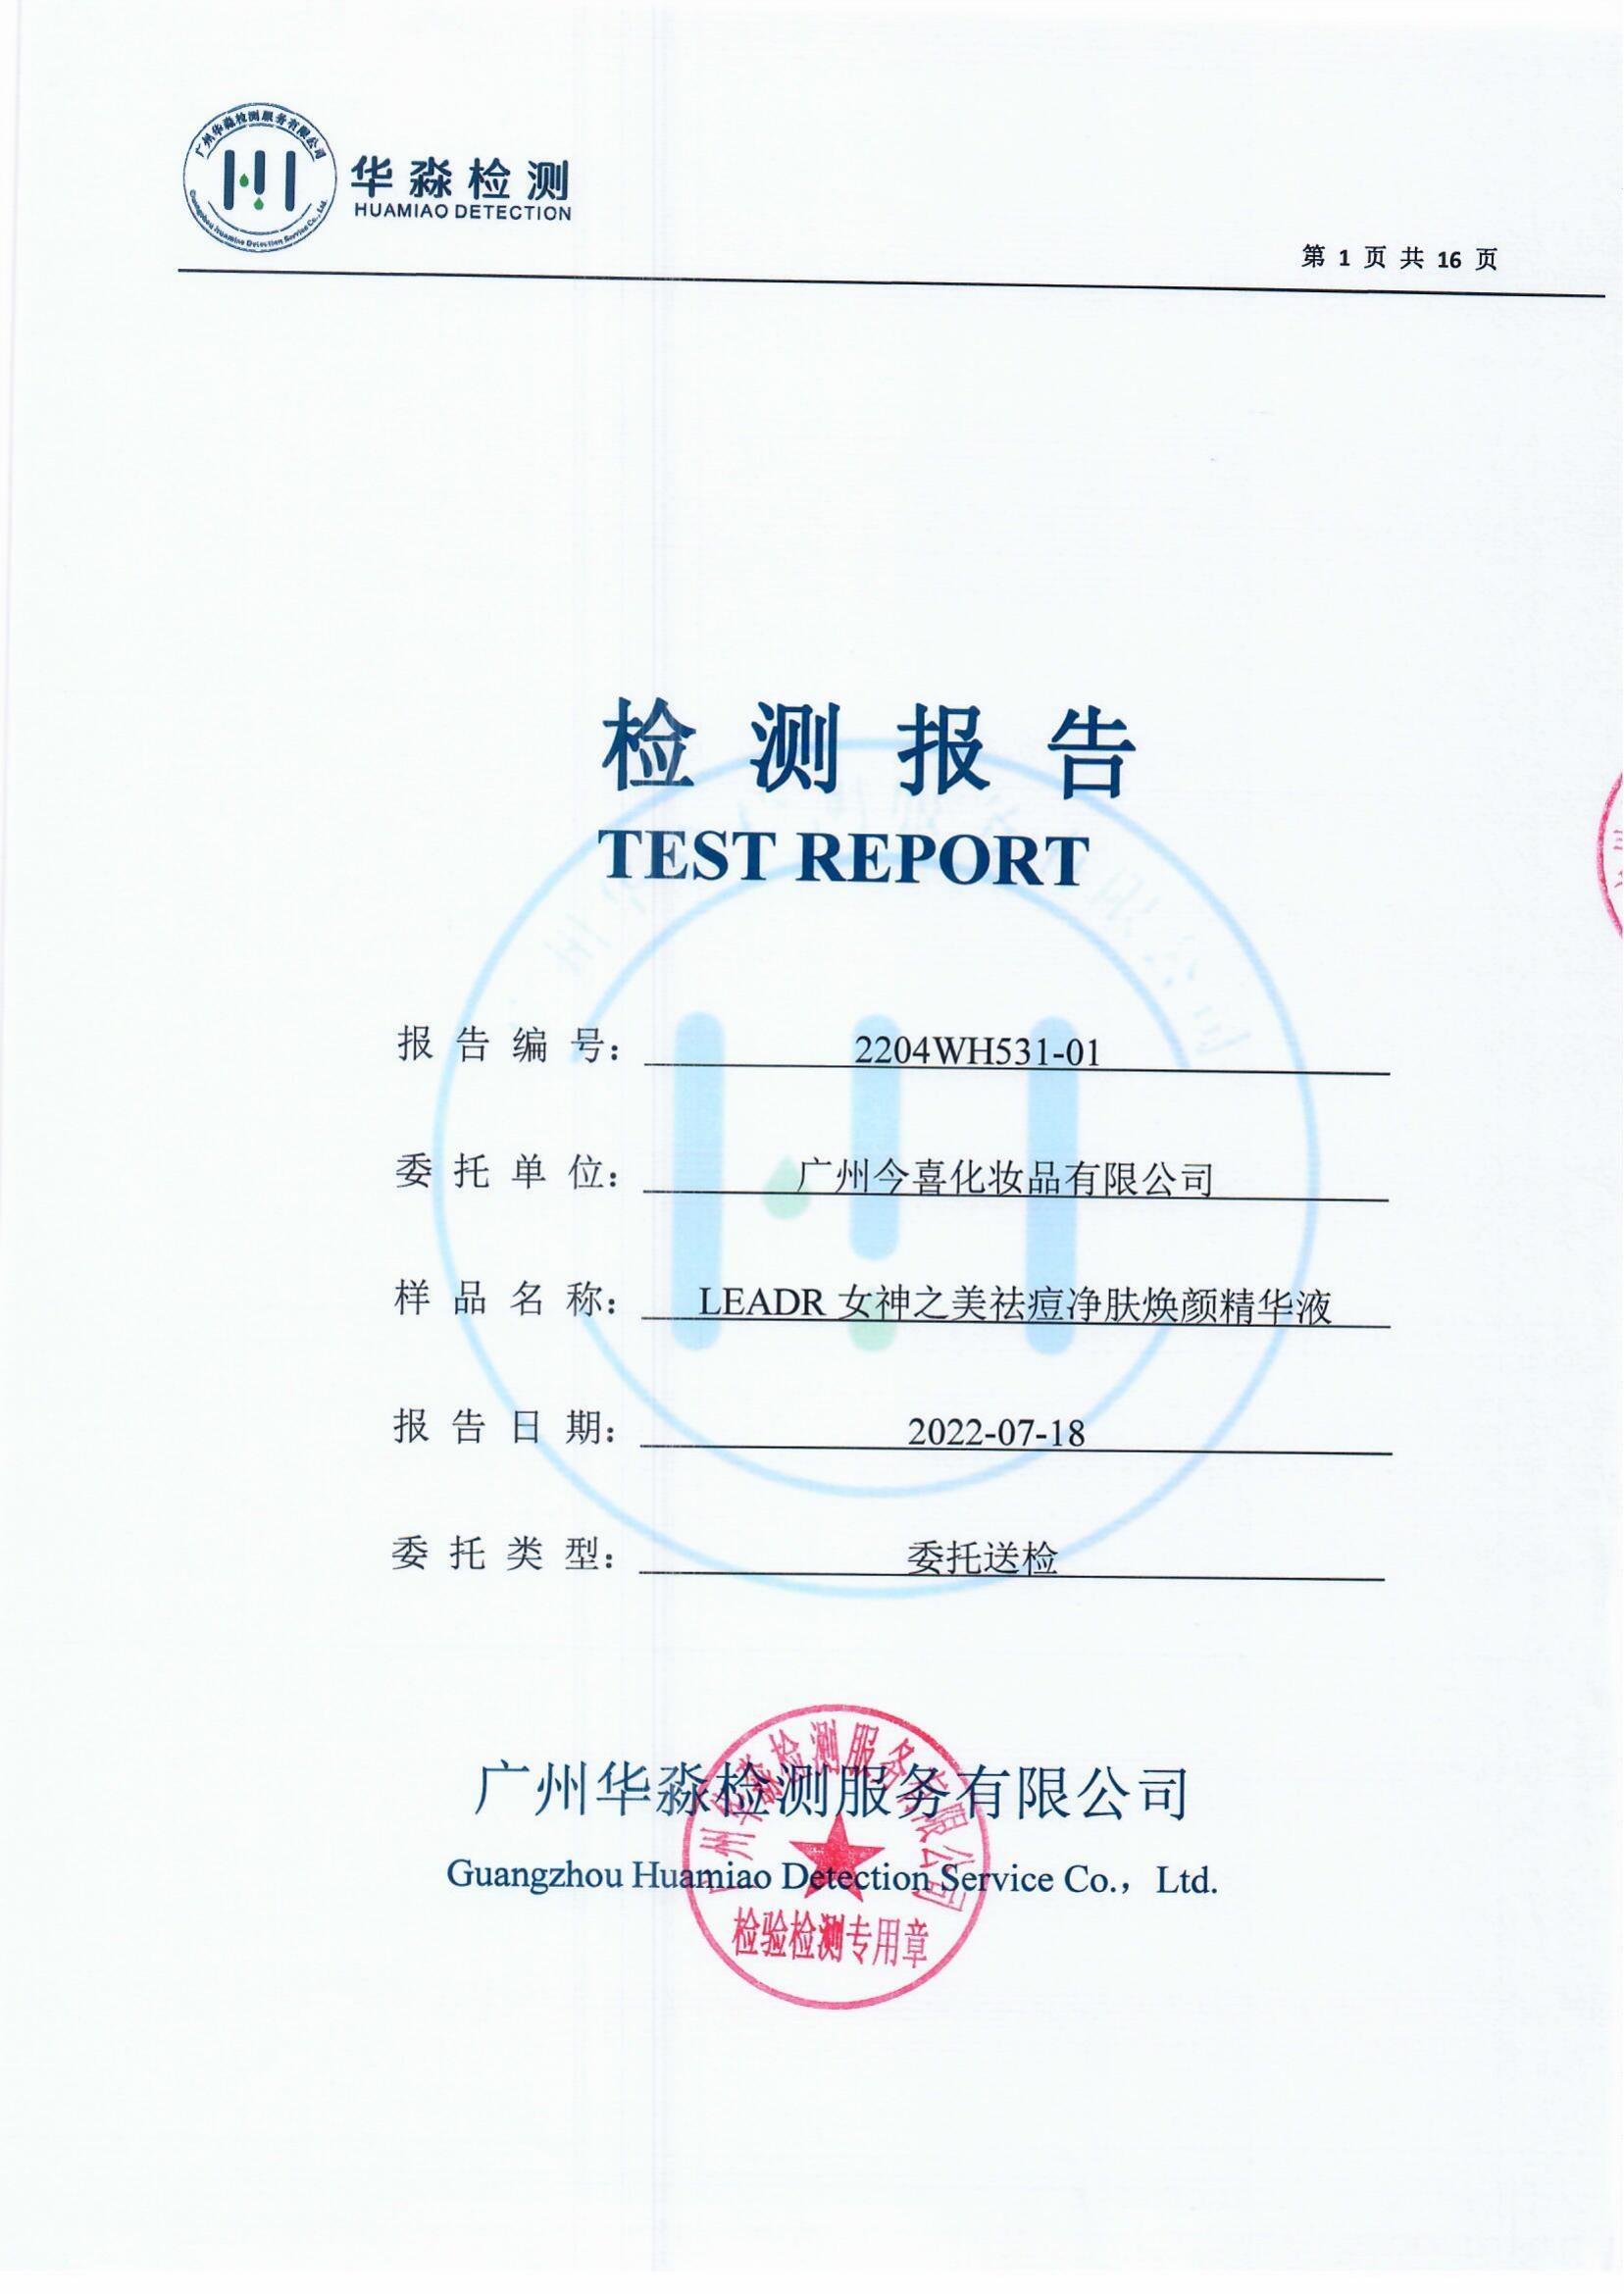 广州华淼检测服务有限公司
Guangzhou Huamiao Detection Service Co., Ltd.
华淼检测
HUAMIAO DETECTION
第 1 页 共 16 页
检测报告
TEST REPORT
报告编号： 2204WH531-01
委托单位： 广州今喜化妆品有限公司
样品名称： LEADR 女神之美祛痘净肤焕颜精华液
报告日期： 2022-07-18
委托类型： 委托送检
广州华淼检测服务有限公司
Guangzhou Huamiao Detection Service Co.，Ltd.
广州华淼检测服务有限公司
检验检测专用章